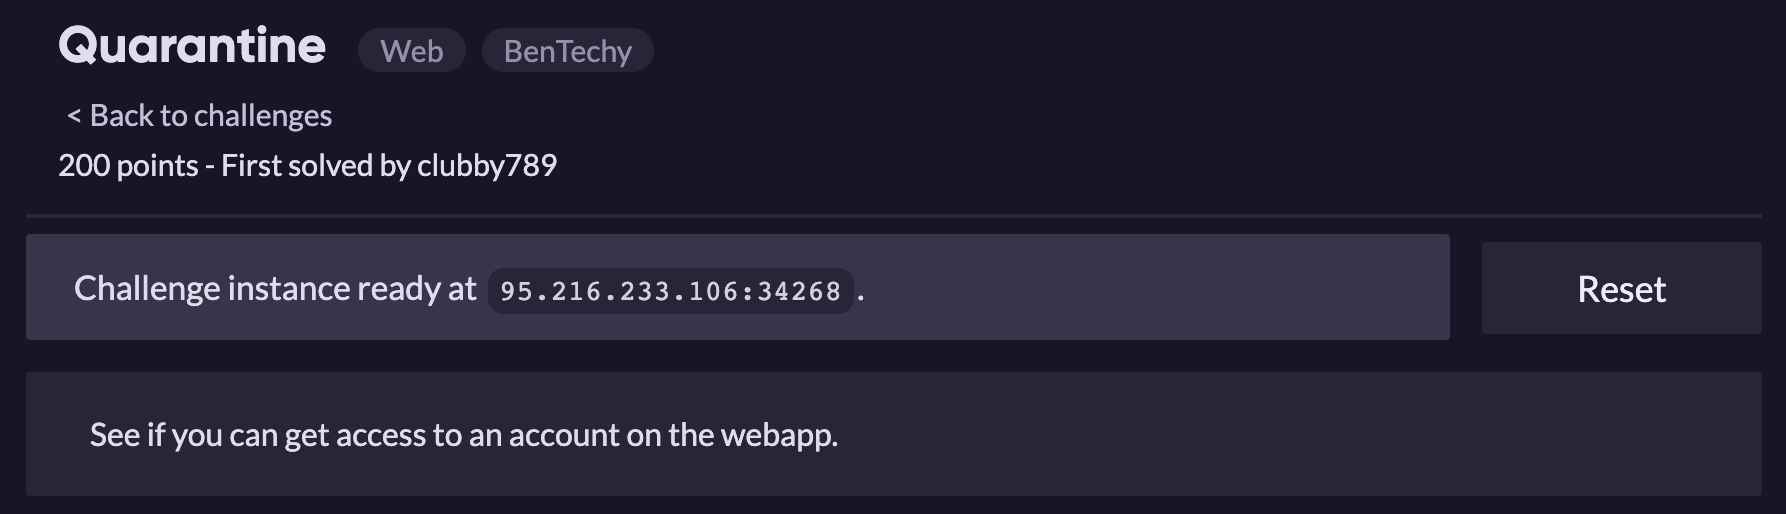 Quarantine Web BenTechy
< Back to challenges
200 points - First solved by clubby789
Challenge instance ready at 95.216.233.106:34268. Reset
See if you can get access to an account on the webapp.